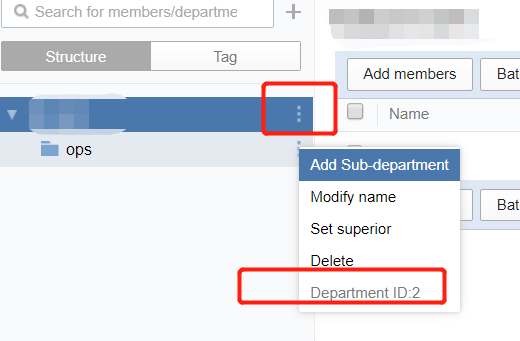 Search for members/departme
Structure
Tag
ops
Add members
Bat
Name
Add Sub-department
Modify name
Set superior
Delete
Department ID:2
Bat